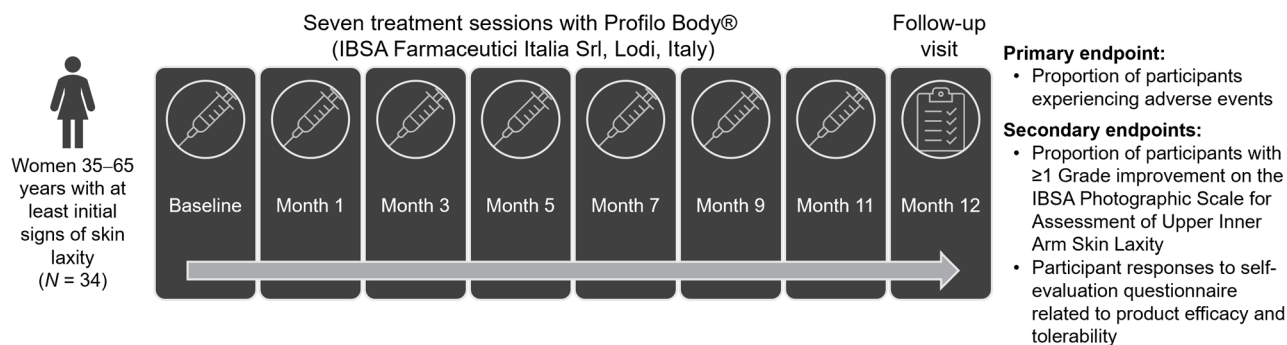 Seven treatment sessions with Profilo Body®
(IBSA Farmaceutici Italia Srl, Lodi, Italy)
Follow-up
visit
Women 35–65
years with at
least initial
signs of skin
laxity
(N = 34)
Baseline
Month 1
Month 3
Month 5
Month 7
Month 9
Month 11
Month 12
Primary endpoint:
• Proportion of participants
experiencing adverse events
Secondary endpoints:
• Proportion of participants with
≥1 Grade improvement on the
IBSA Photographic Scale for
Assessment of Upper Inner
Arm Skin Laxity
• Participant responses to self-
evaluation questionnaire
related to product efficacy and
tolerability